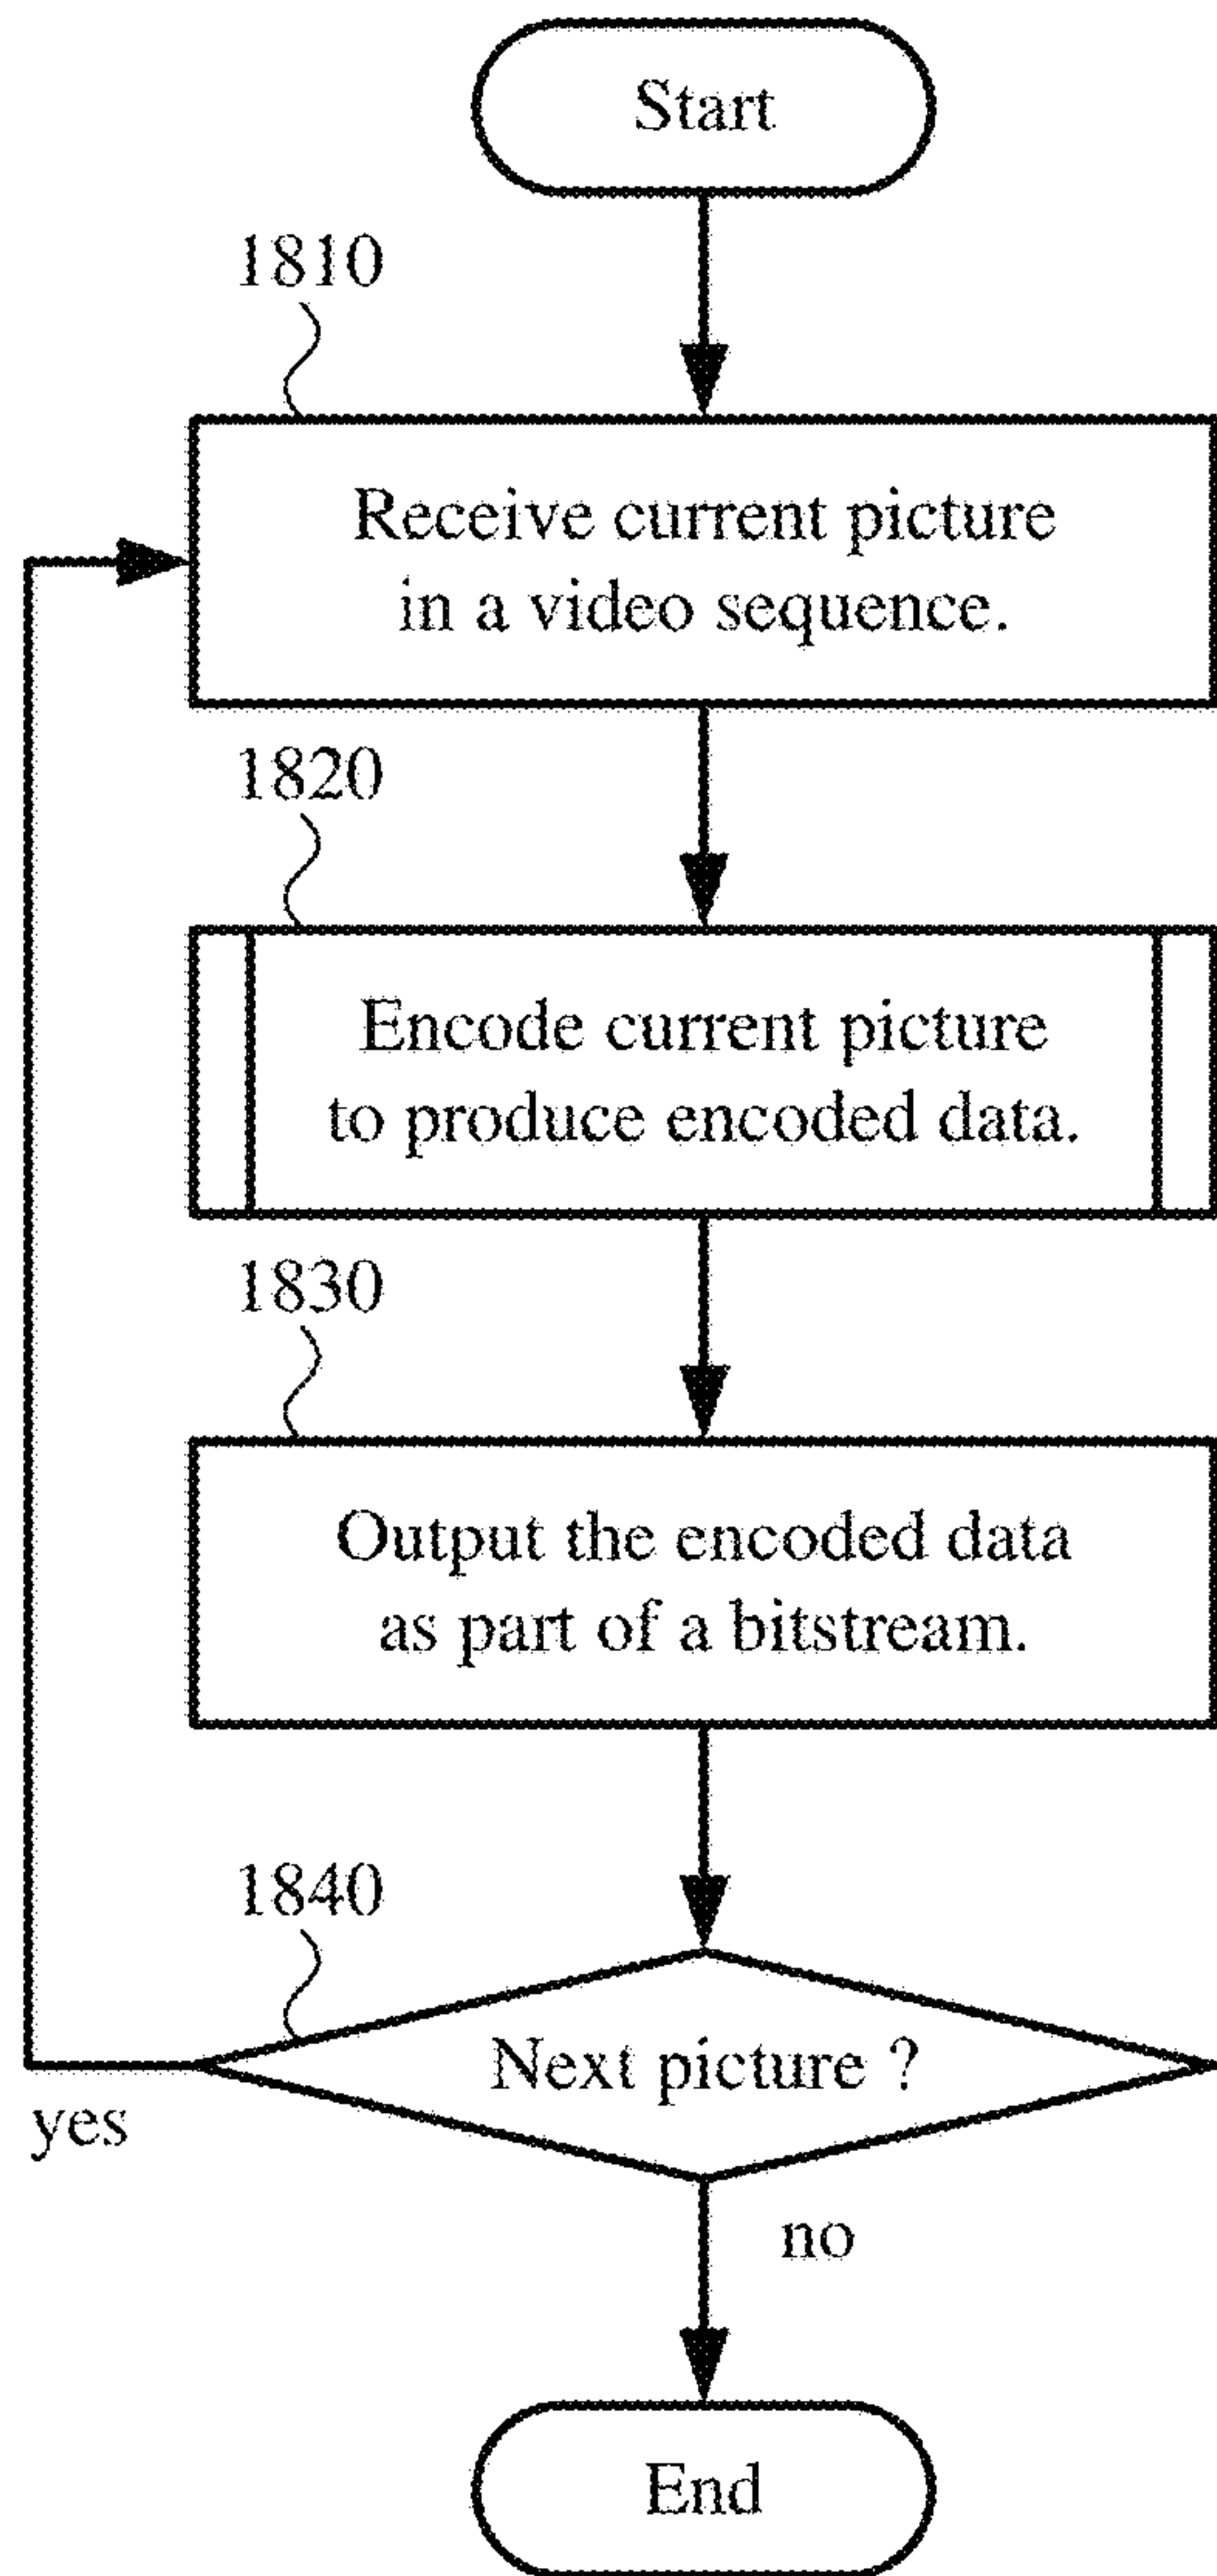 Start
1810
Receive current picture
in a video sequence.
1820
Encode current picture
to produce encoded data.
1830
Output the encoded data
as part of a bitstream.
1840
Next picture ?
yes
no
End